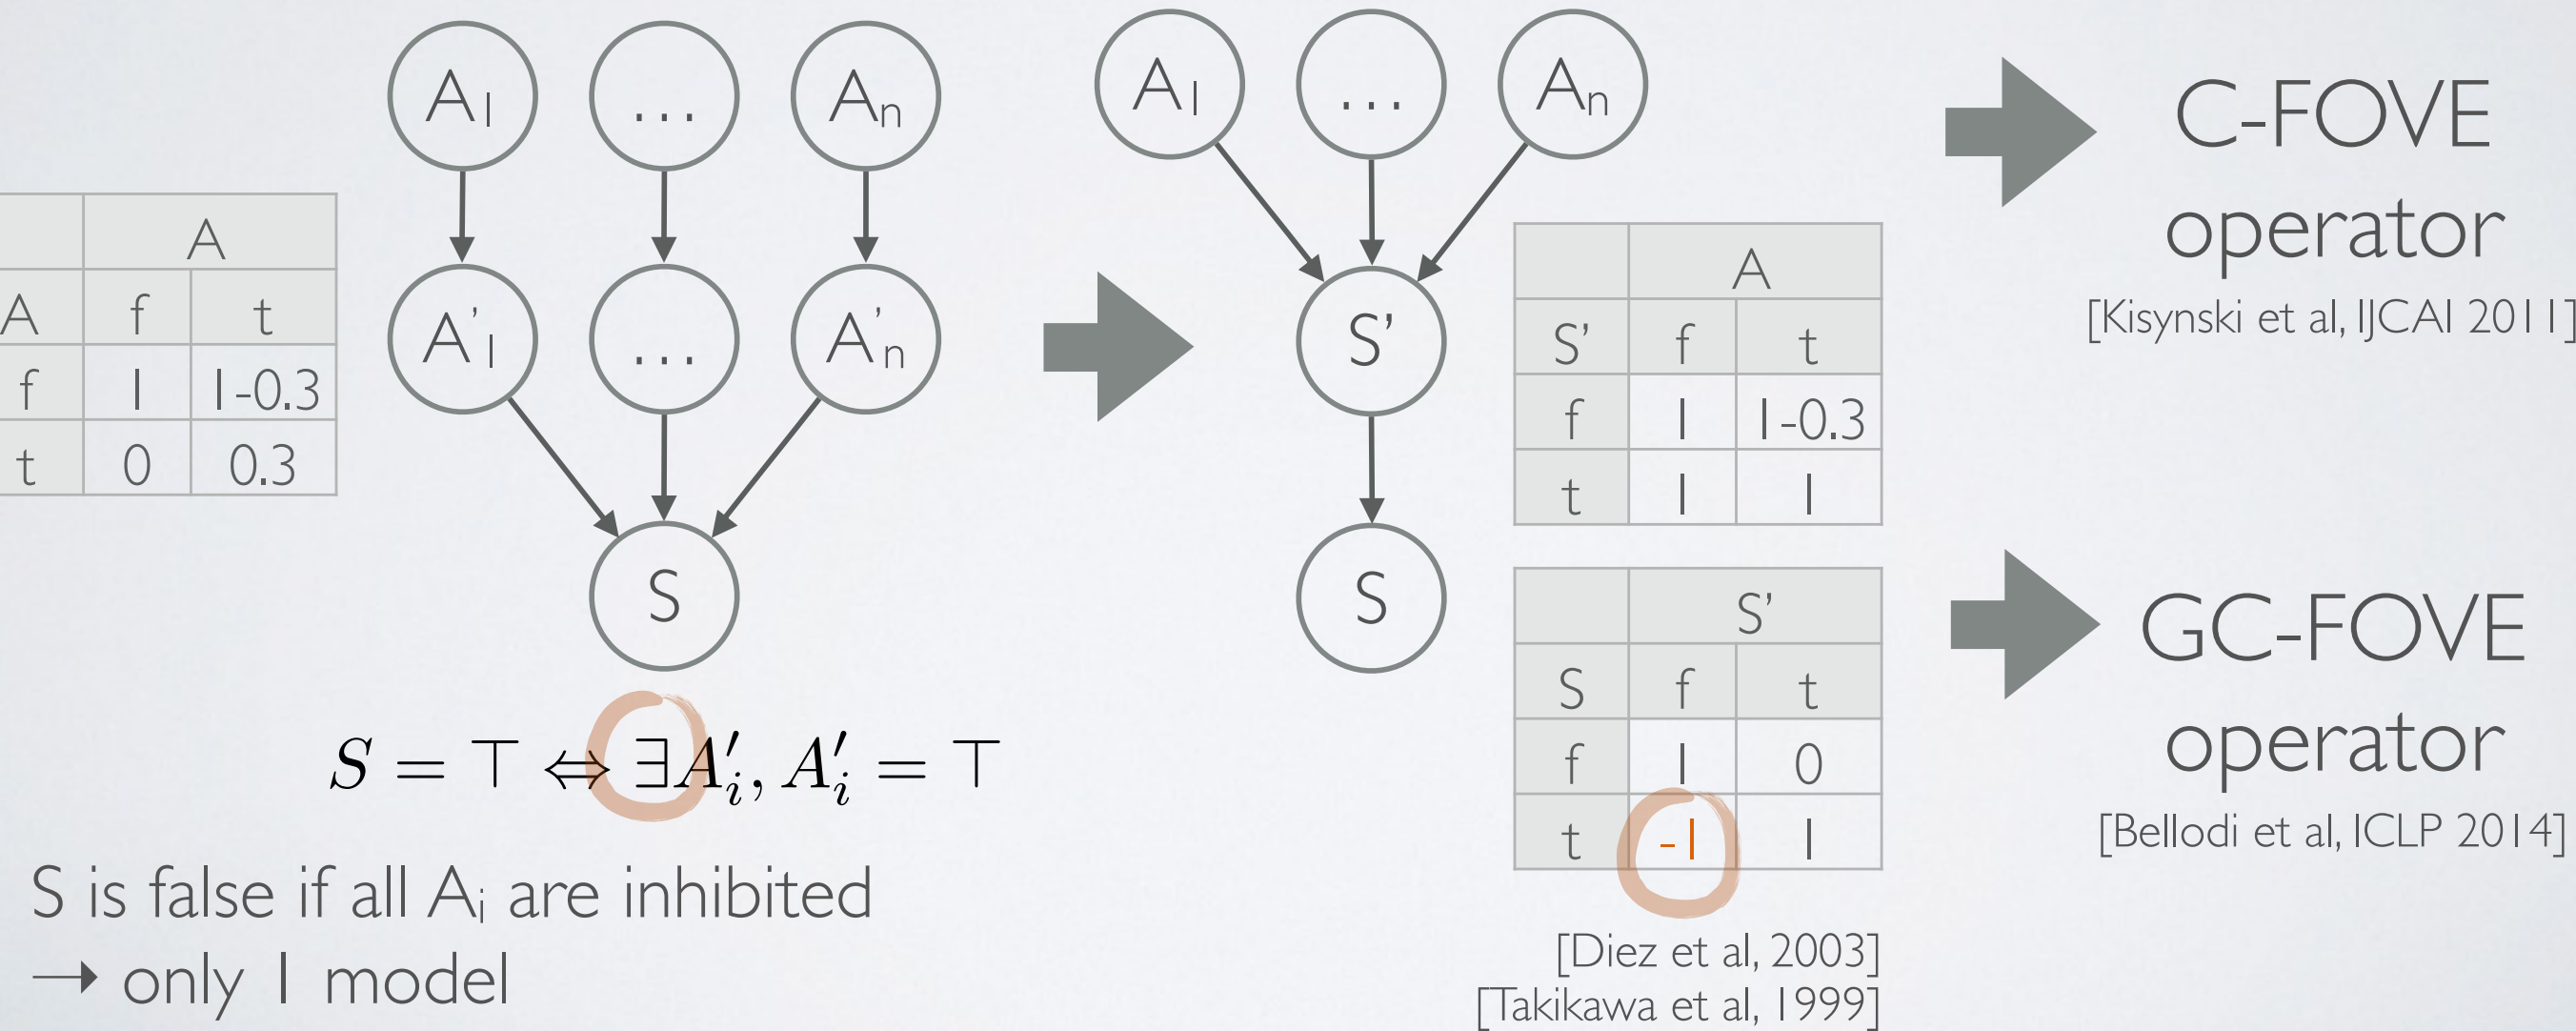 A₁ … Aₙ
A'₁ … A'ₙ
S
A
A f t
f 1 1-0.3
t 0 0.3
S = ⊤ ⇔ ∃A′ᵢ, A′ᵢ = ⊤
S is false if all Aᵢ are inhibited
→ only 1 model
A₁ … Aₙ
S'
S
A
S' f t
f 1 1-0.3
t 1 1
S'
S f t
f 1 0
t -1 1
[Diez et al, 2003]
[Takikawa et al, 1999]
C-FOVE
operator
[Kisynski et al, IJCAI 2011]
GC-FOVE
operator
[Bellodi et al, ICLP 2014]